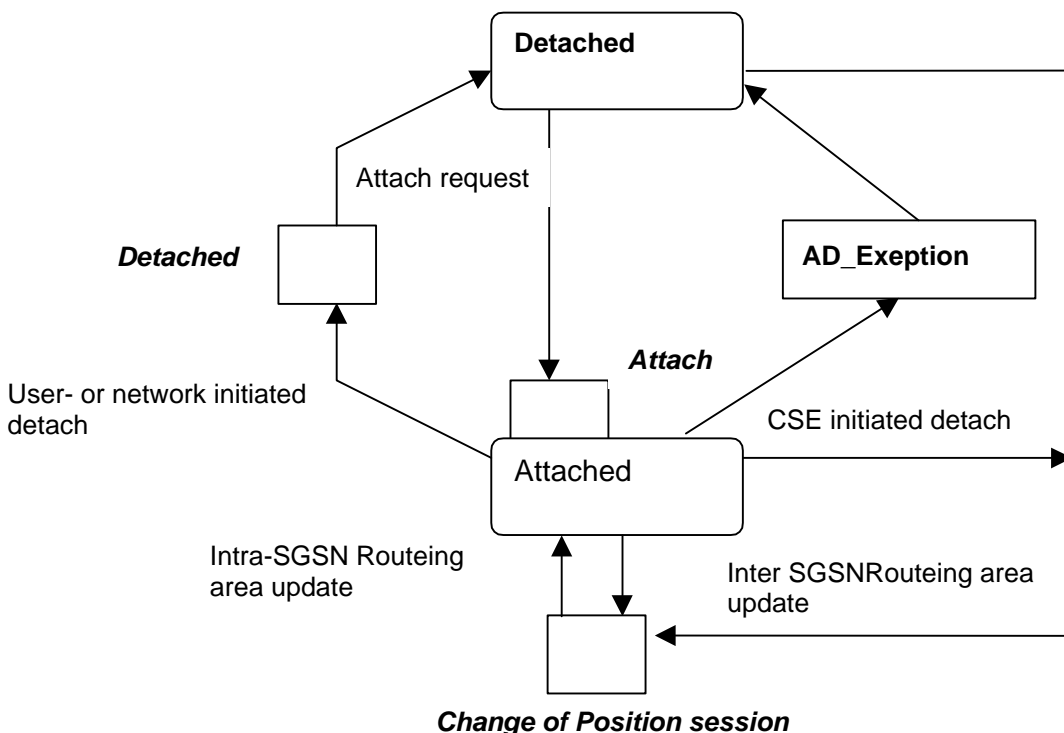 Detached
Attach request
Detached
AD_Exeption
Attach
User- or network initiated
detach
CSE initiated detach
Attached
Intra-SGSN Routeing
area update
Inter SGSNRouteing area
update
Change of Position session